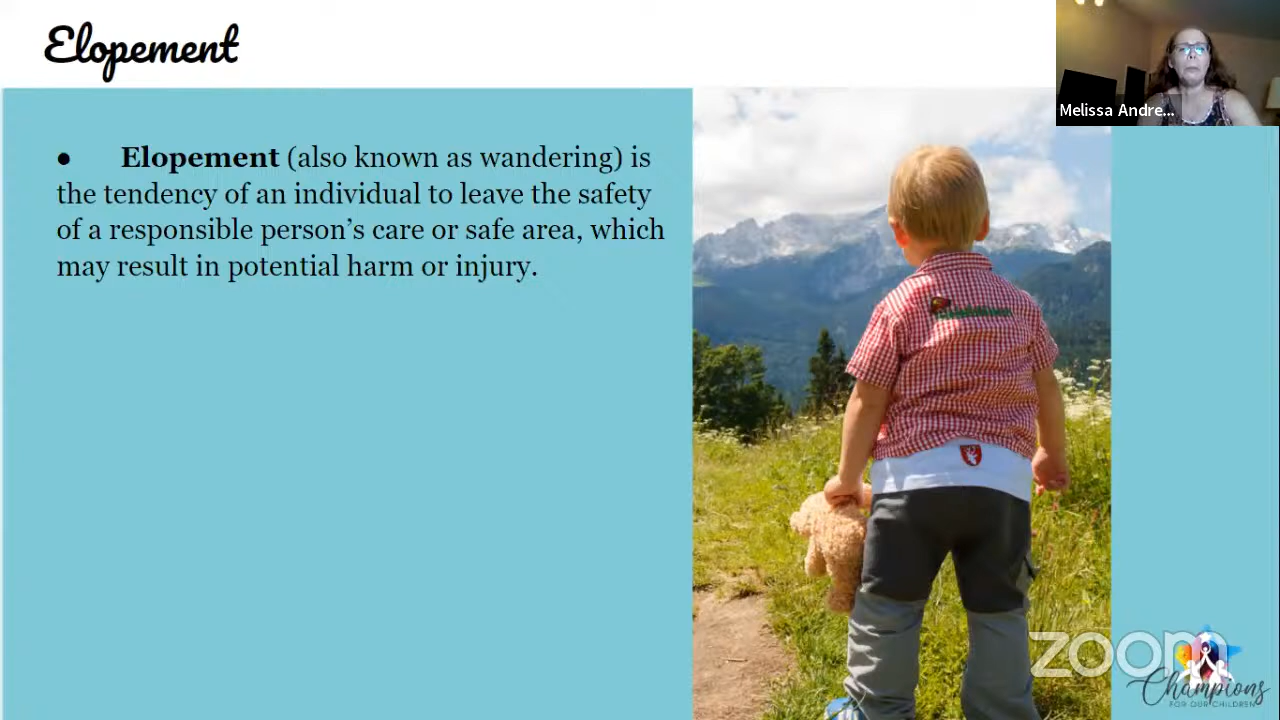 Elopement
Melissa Andre...
● Elopement (also known as wandering) is
the tendency of an individual to leave the safety
of a responsible person’s care or safe area, which
may result in potential harm or injury.
zoom
Champions
FOR OUR CHILDREN